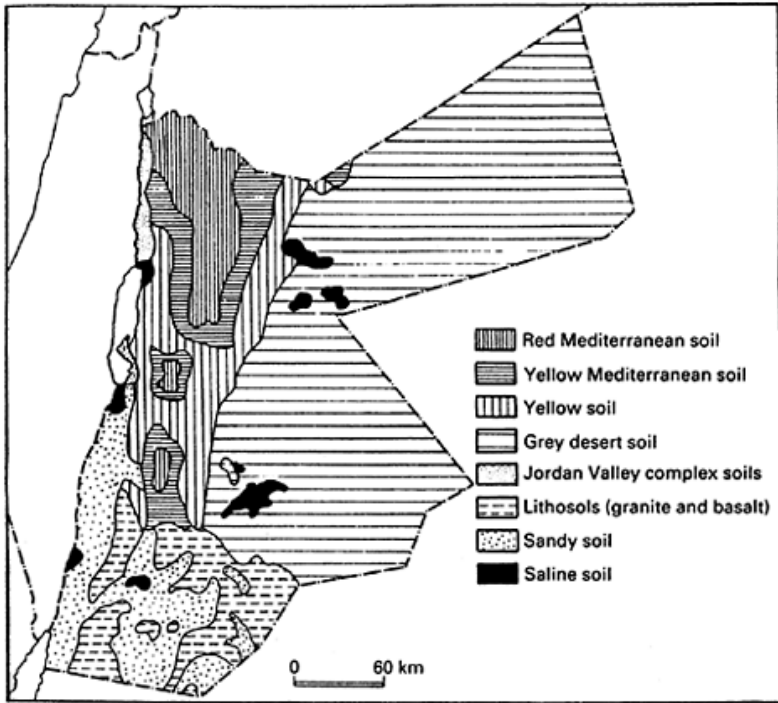 Red Mediterranean soil
Yellow Mediterranean soil
Yellow soil
Grey desert soil
Jordan Valley complex soils
Lithosols (granite and basalt)
Sandy soil
Saline soil
0 60 km